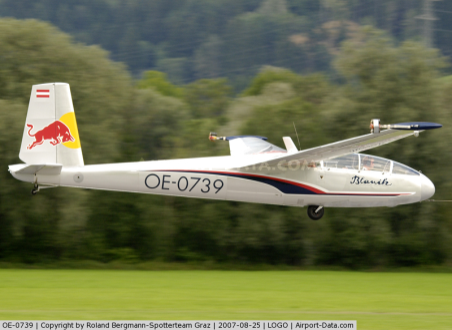 OE-0739
Blanik
OE-0739 | Copyright by Roland Bergmann-Spotterteam Graz | 2007-08-25 | LOGO | Airport-Data.com